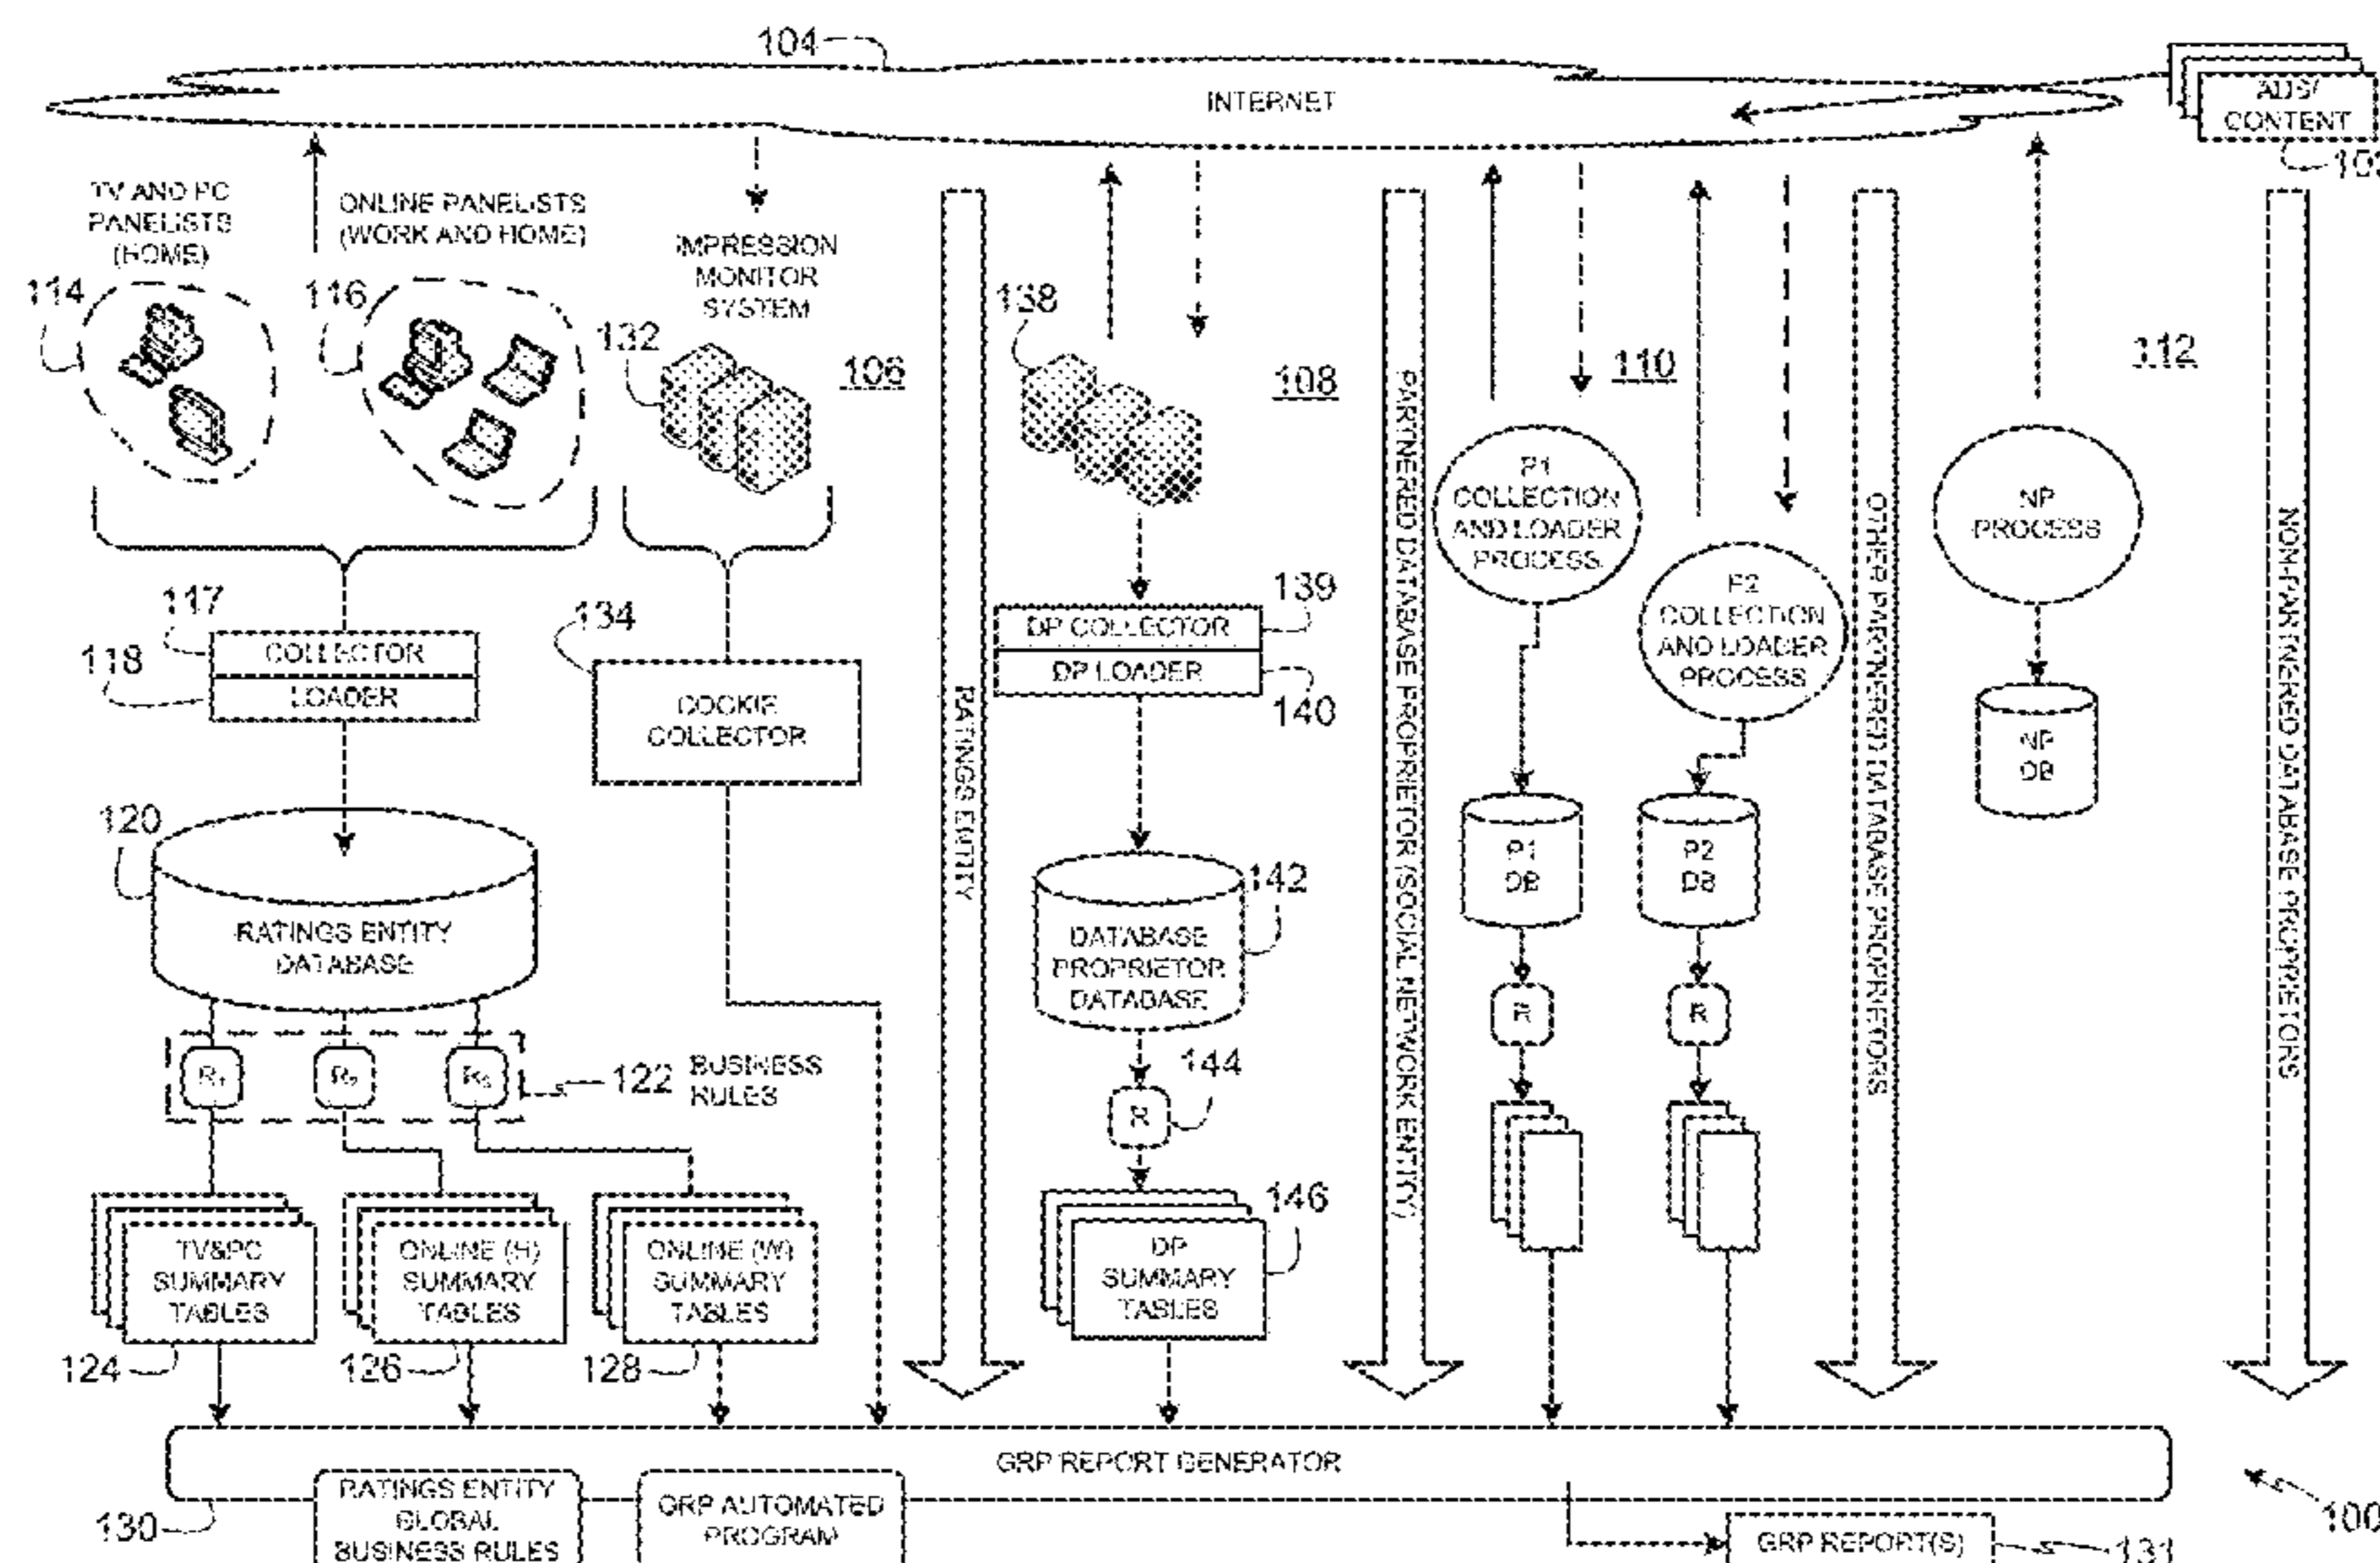 104
INTERNET
ADS/
CONTENT
TV AND PC
PANELISTS
(HOME)
ONLINE PANELISTS
(WORK AND HOME)
IMPRESSION
MONITOR
SYSTEM
114
116
132
106
138
108
110
112
P1
COLLECTION
AND LOADER
PROCESS
P2
COLLECTION
AND LOADER
PROCESS
NP
PROCESS
117
COLLECTOR
118
LOADER
134
COOKIE
COLLECTOR
DP COLLECTOR
139
DP LOADER
140
NP
DB
120
RATINGS ENTITY
DATABASE
DATABASE
PROPRIETOR
DATABASE
142
P1
DB
P2
DB
R1
R2
R3
122
BUSINESS
RULES
R
144
R
R
TV&PC
SUMMARY
TABLES
124
ONLINE (H)
SUMMARY
TABLES
126
ONLINE (W)
SUMMARY
TABLES
128
DP
SUMMARY
TABLES
146
RATINGS ENTITY
PARTNERED DATABASE PROPRIETOR (SOCIAL NETWORK ENTITY)
OTHER PARTNERED DATABASE PROPRIETORS
NON-PARTNERED DATABASE PROPRIETORS
GRP REPORT GENERATOR
130
RATINGS ENTITY
GLOBAL
BUSINESS RULES
GRP AUTOMATED
PROGRAM
GRP REPORT(S)
131
100